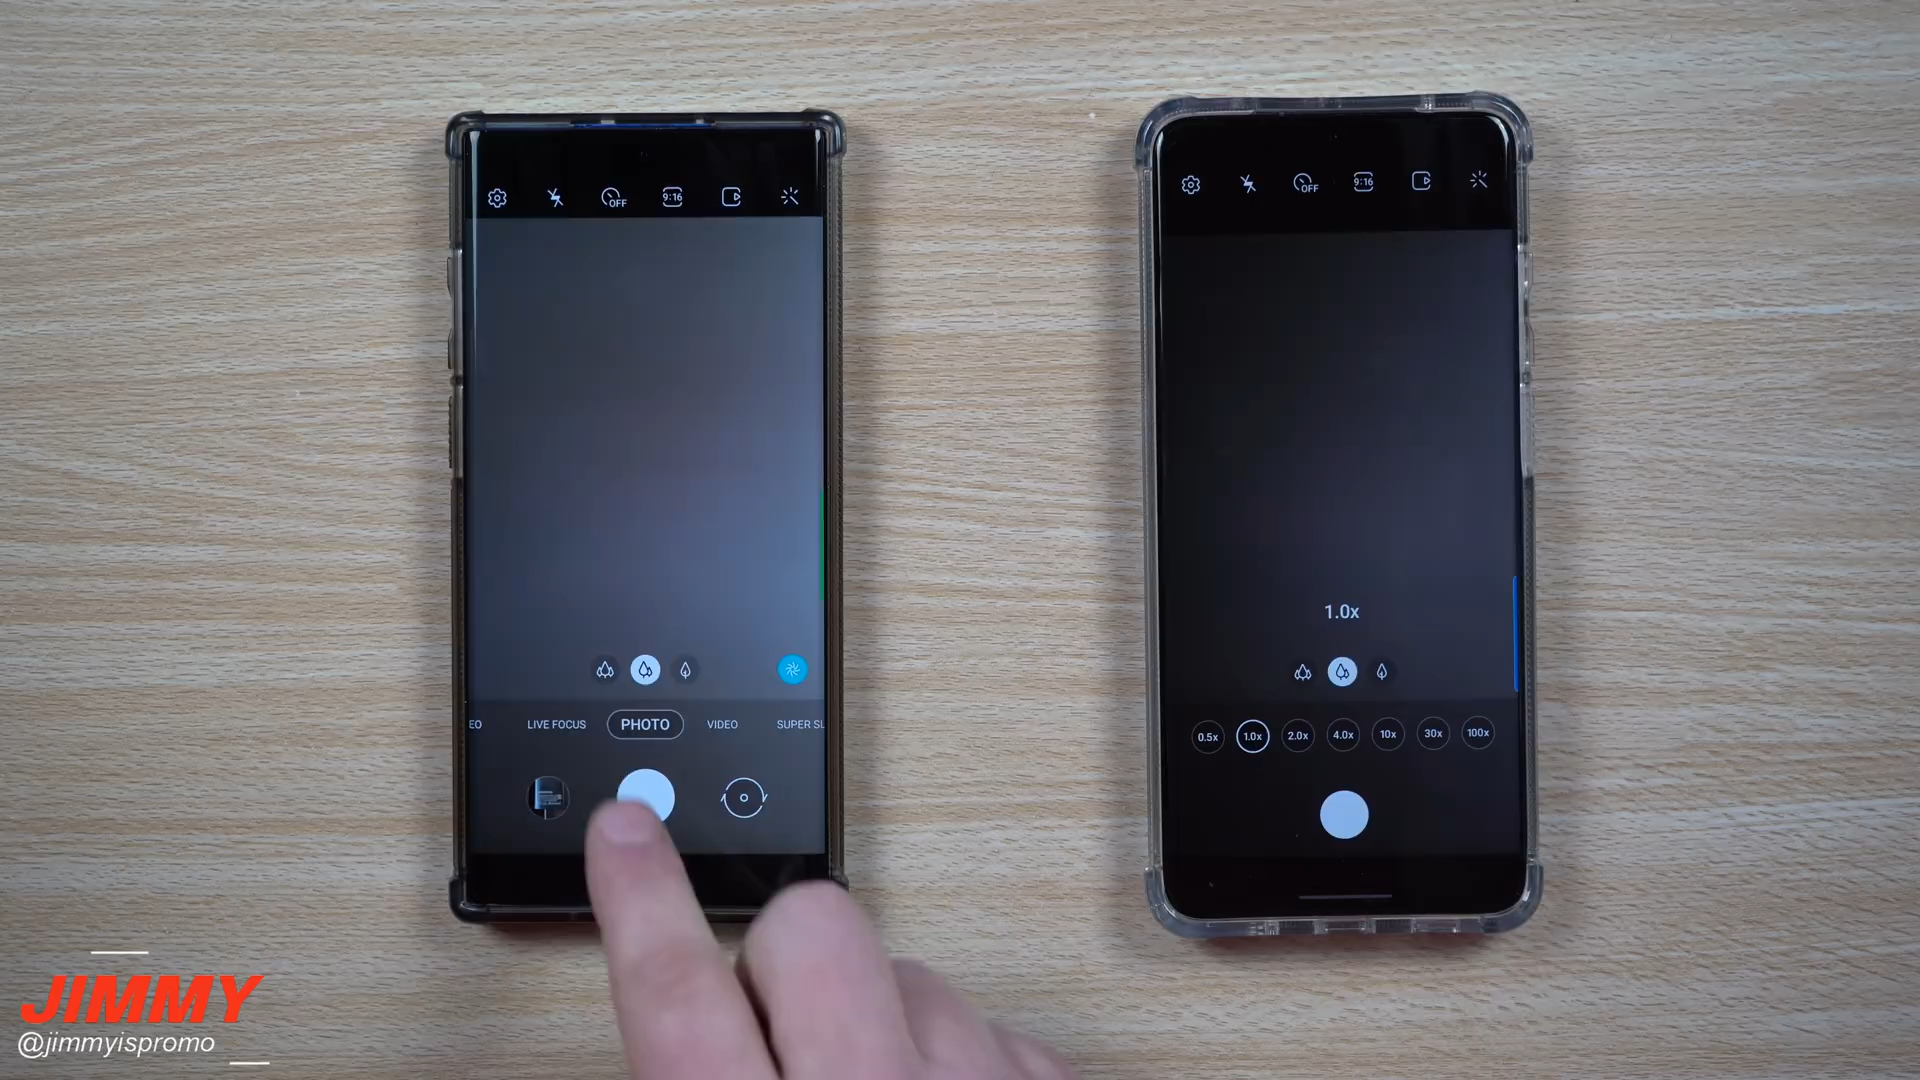 OFF
9:16
EO LIVE FOCUS PHOTO VIDEO SUPER SL
OFF
9:16
1.0x
0.5x 1.0x 2.0x 4.0x 10x 30x 100x
JIMMY
@jimmyispromo